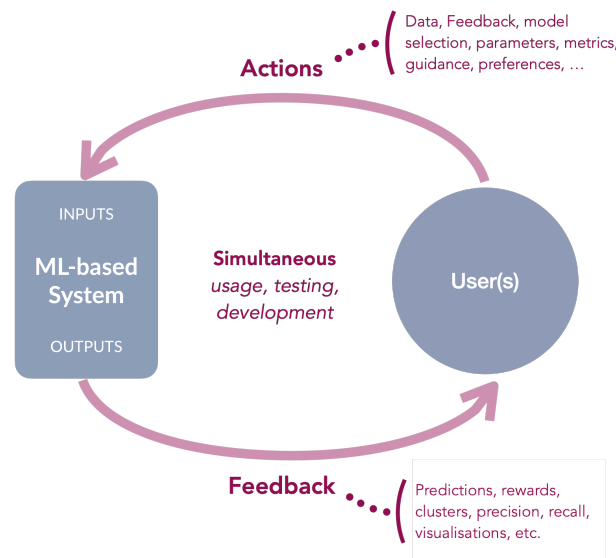 Data, Feedback, model
selection, parameters, metrics,
guidance, preferences, ...
Actions
INPUTS
ML-based
System
OUTPUTS
Simultaneous
usage, testing,
development
User(s)
Feedback
Predictions, rewards,
clusters, precision, recall,
visualisations, etc.